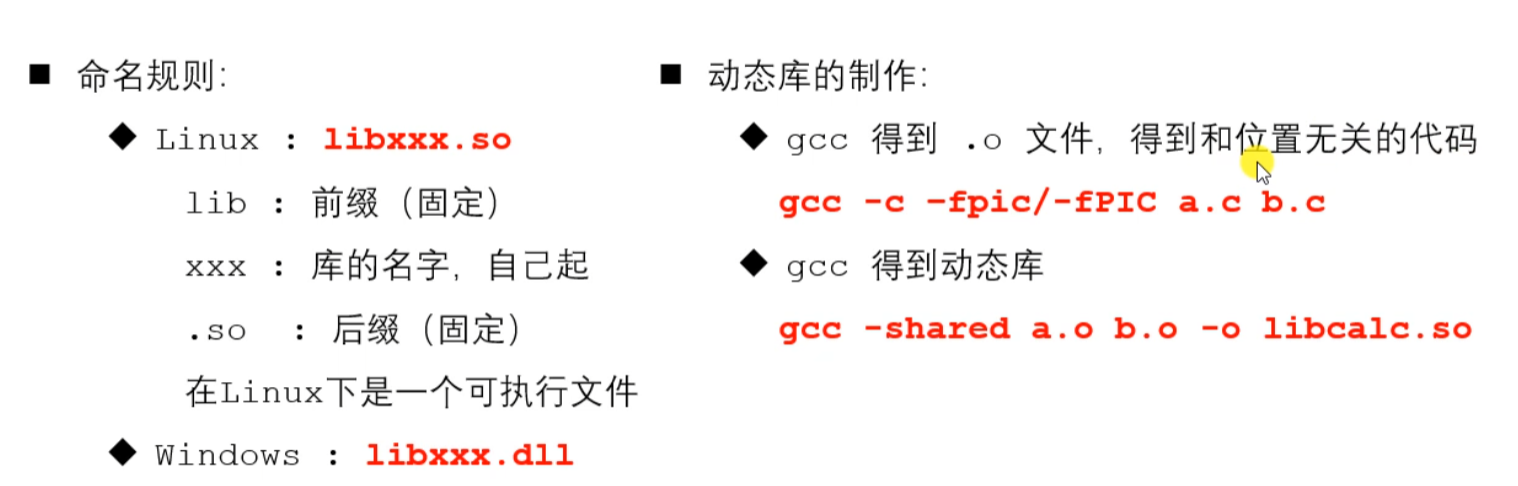 ■ 命名规则:
◆ Linux : libxxx.so
lib : 前缀（固定）
xxx : 库的名字，自己起
.so : 后缀（固定）
在Linux下是一个可执行文件
◆ Windows : libxxx.dll
■ 动态库的制作:
◆ gcc 得到 .o 文件，得到和位置无关的代码
gcc -c –fpic/-fPIC a.c b.c
◆ gcc 得到动态库
gcc -shared a.o b.o -o libcalc.so